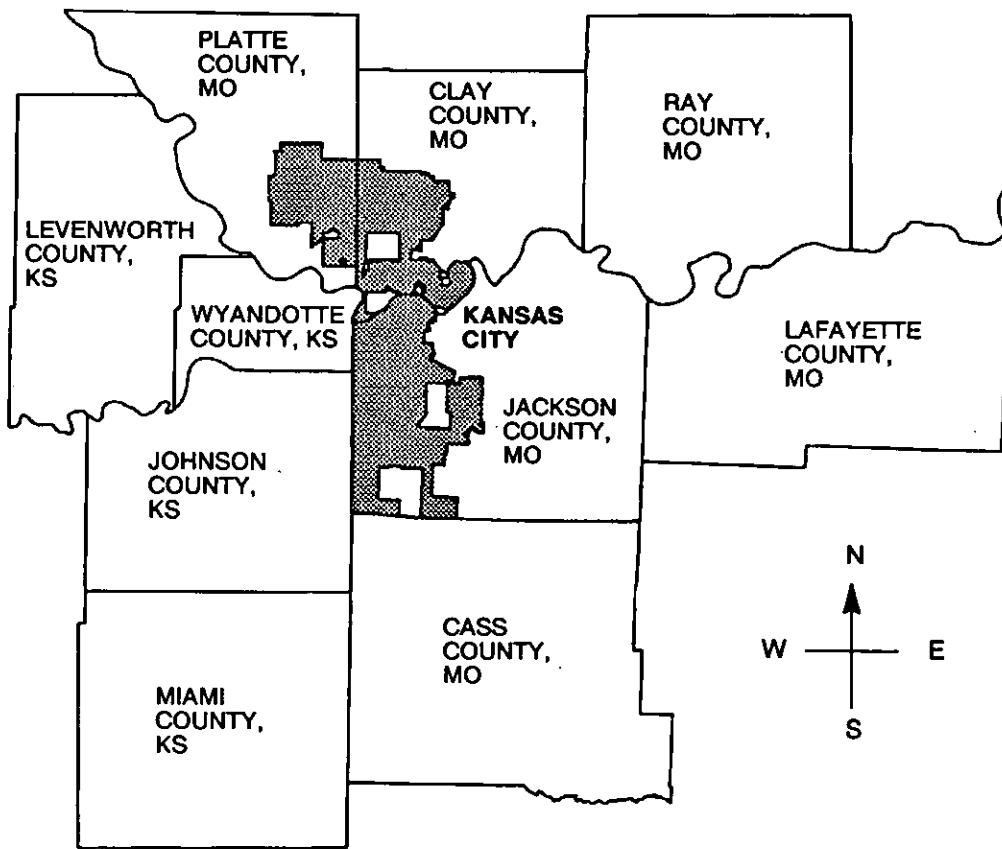 PLATTE
COUNTY,
MO
CLAY
COUNTY,
MO
RAY
COUNTY,
MO
LEVENWORTH
COUNTY,
KS
WYANDOTTE
COUNTY, KS
KANSAS
CITY
LAFAYETTE
COUNTY,
MO
JACKSON
COUNTY,
MO
JOHNSON
COUNTY,
KS
N
W
E
S
CASS
COUNTY,
MO
MIAMI
COUNTY,
KS